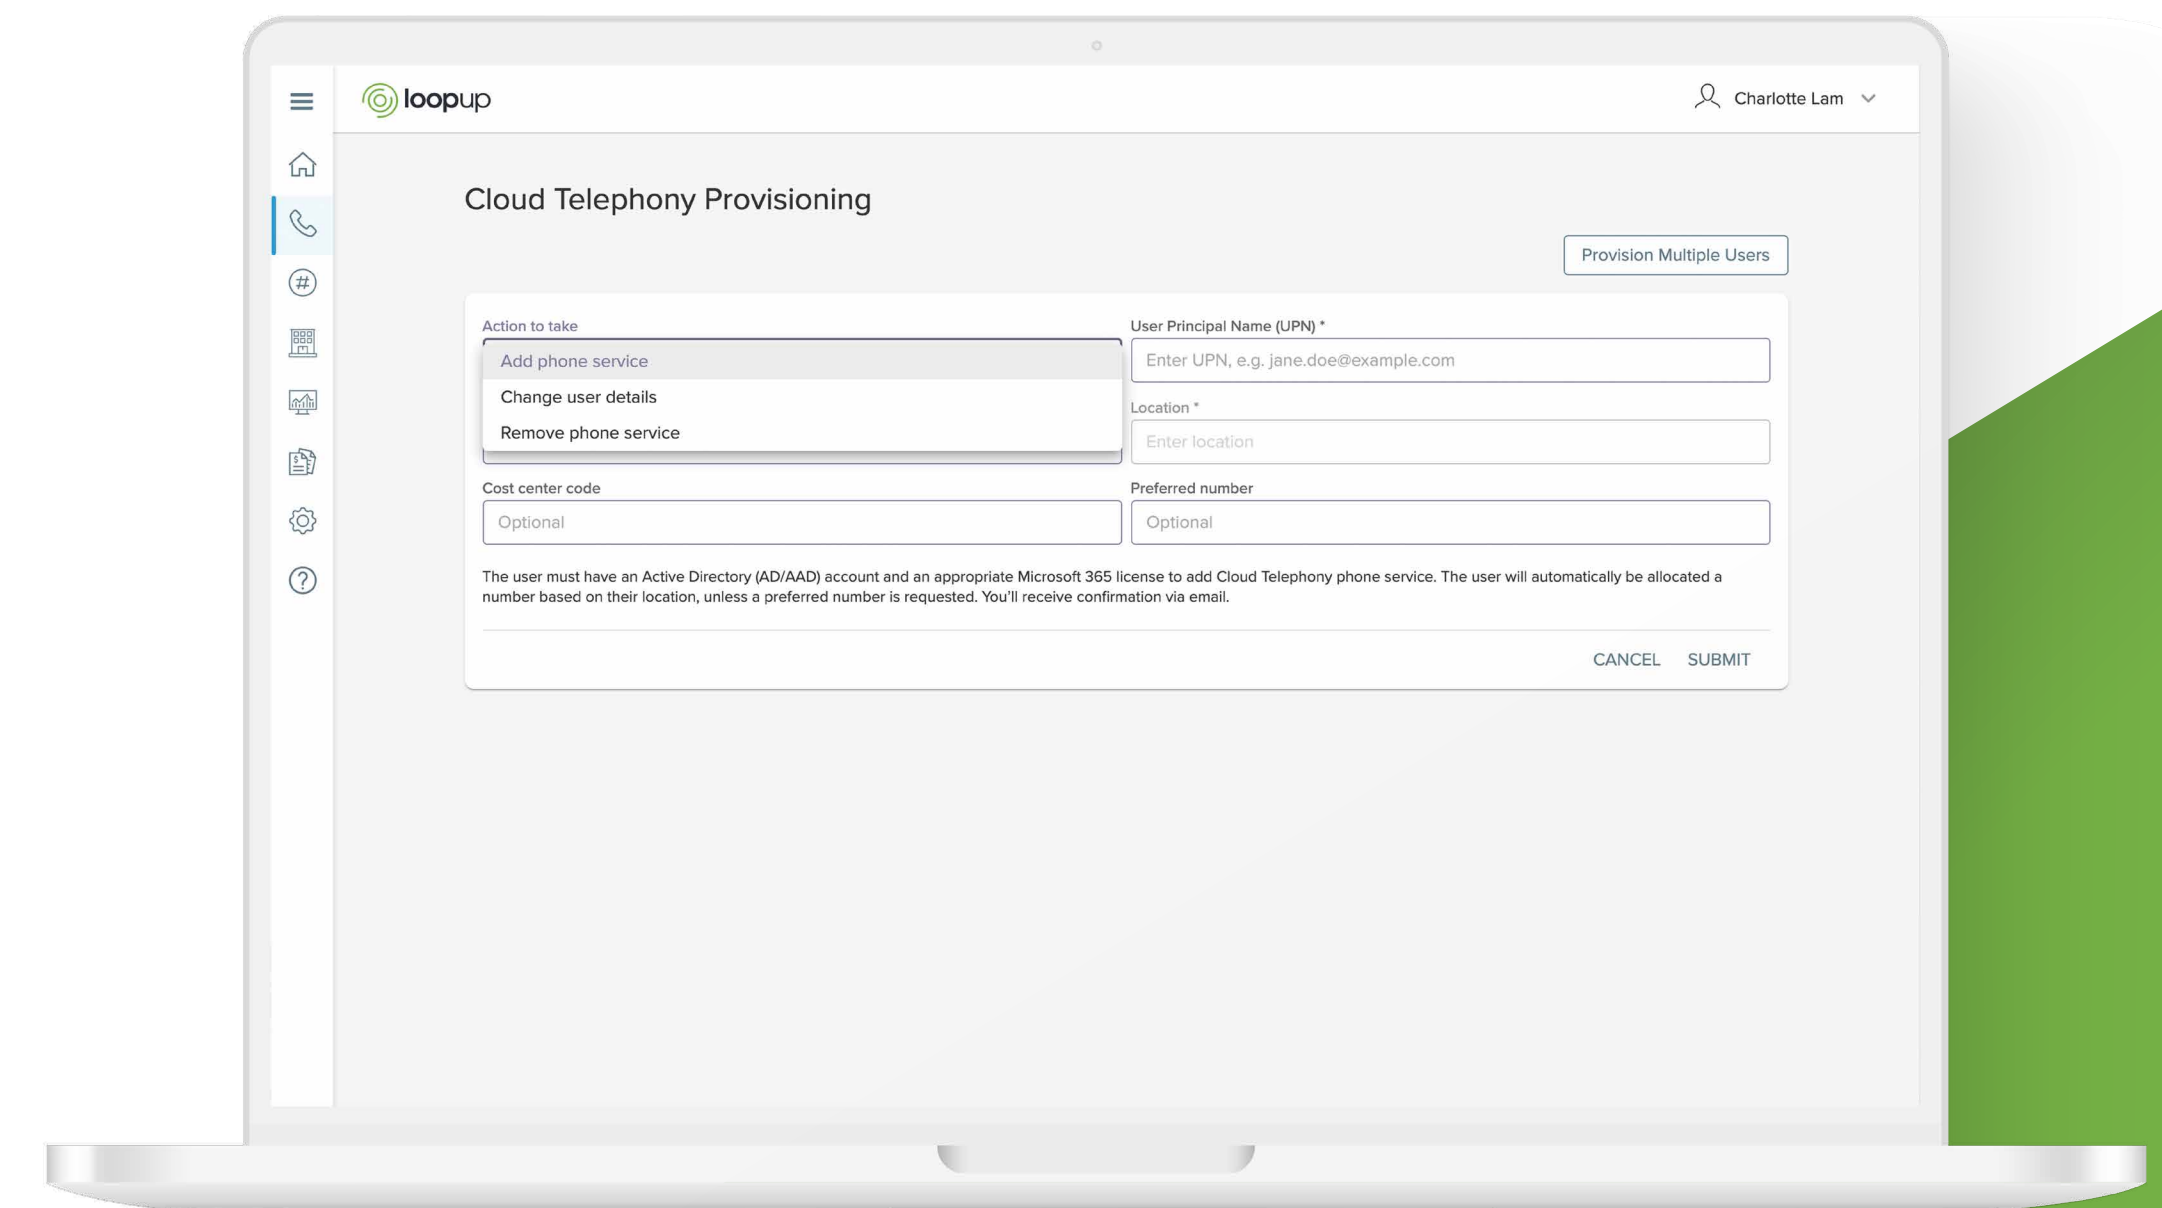 loopup
Charlotte Lam
Cloud Telephony Provisioning
Provision Multiple Users
Action to take
User Principal Name (UPN) *
Add phone service
Enter UPN, e.g. jane.doe@example.com
Change user details
Location *
Remove phone service
Enter location
Cost center code
Preferred number
Optional
Optional
The user must have an Active Directory (AD/AAD) account and an appropriate Microsoft 365 license to add Cloud Telephony phone service. The user will automatically be allocated a
number based on their location, unless a preferred number is requested. You'll receive confirmation via email.
CANCEL SUBMIT